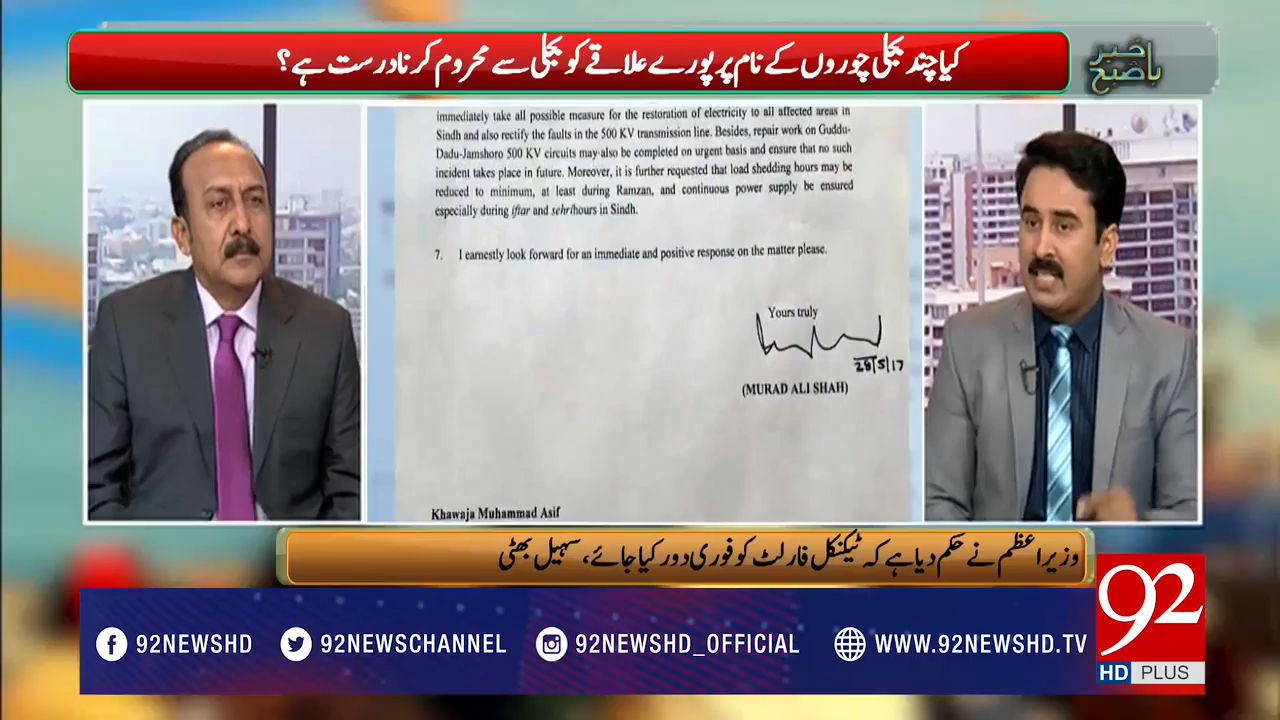 کیا چند بجلی چوروں کے نام پر پورے علاقے کو بجلی سے محروم کرنا درست ہے؟
باخبر صبح
immediately take all possible measure for the restoration of electricity to all affected areas in
Sindh and also rectify the faults in the 500 KV transmission line. Besides, repair work on Guddu-
Dadu-Jamshoro 500 KV circuits may also be completed on urgent basis and ensure that no such
incident takes place in future. Moreover, it is further requested that load shedding hours may be
reduced to minimum, at least during Ramzan, and continuous power supply be ensured
especially during iftar and sehri hours in Sindh.
7. I earnestly look forward for an immediate and positive response on the matter please.
Yours truly
28/5/17
(MURAD ALI SHAH)
Khawaja Muhammad Asif
وزیراعظم نے حکم دیا ہے کہ ٹیکنکل فارلٹ کو فوری دور کیا جائے، سہیل بھٹی
92NEWSHD 92NEWSCHANNEL 92NEWSHD_OFFICIAL WWW.92NEWSHD.TV
92
HD PLUS